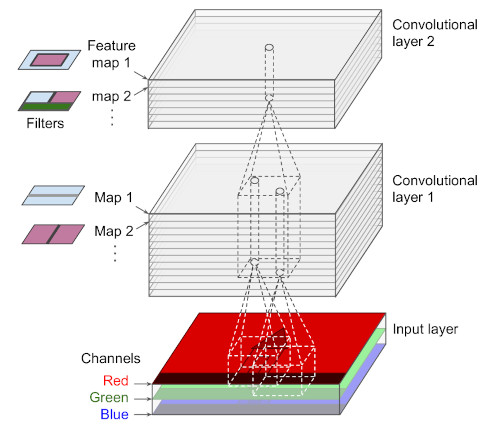 Convolutional
layer 2
Feature
map 1
map 2
Filters
Convolutional
layer 1
Map 1
Map 2
Input layer
Channels
Red
Green
Blue